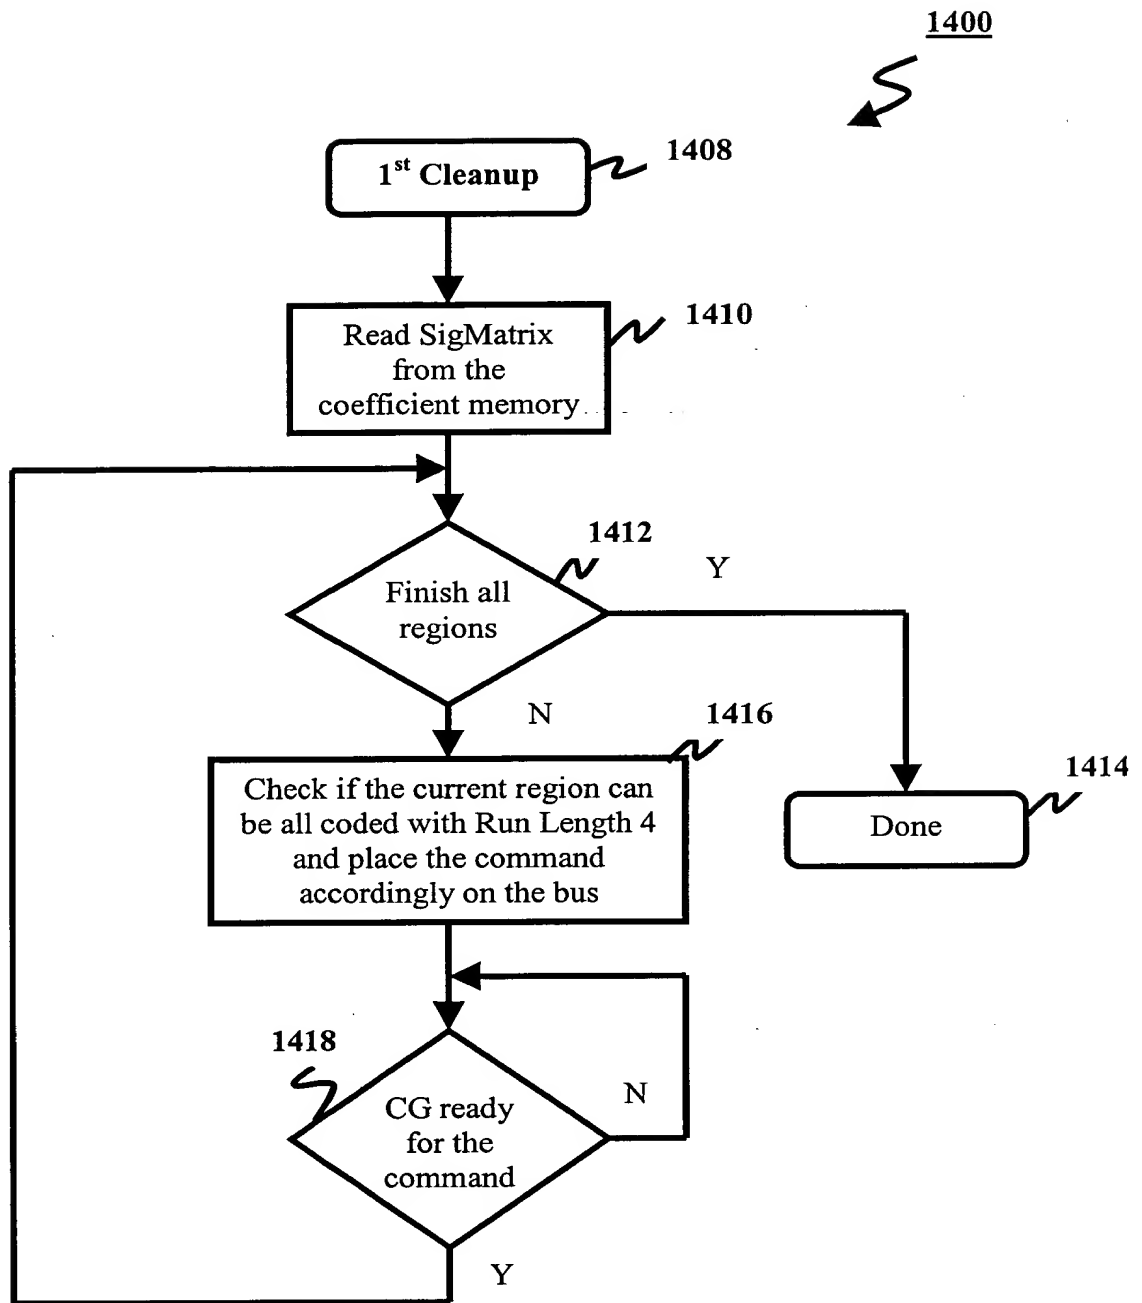 1400
1st Cleanup
1408
Read SigMatrix
from the
coefficient memory
1410
1412
Finish all
regions
Y
N
1416
Check if the current region can
be all coded with Run Length 4
and place the command
accordingly on the bus
1414
Done
1418
CG ready
for the
command
N
Y